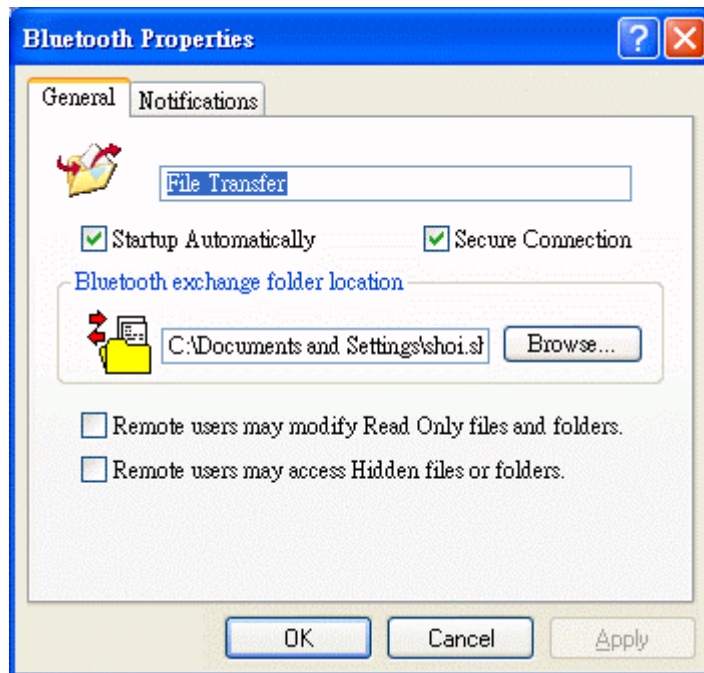 Bluetooth Properties
General Notifications
File Transfer
Startup Automatically Secure Connection
Bluetooth exchange folder location
C:\Documents and Settings\shoi.sh Browse...
Remote users may modify Read Only files and folders.
Remote users may access Hidden files or folders.
OK Cancel Apply